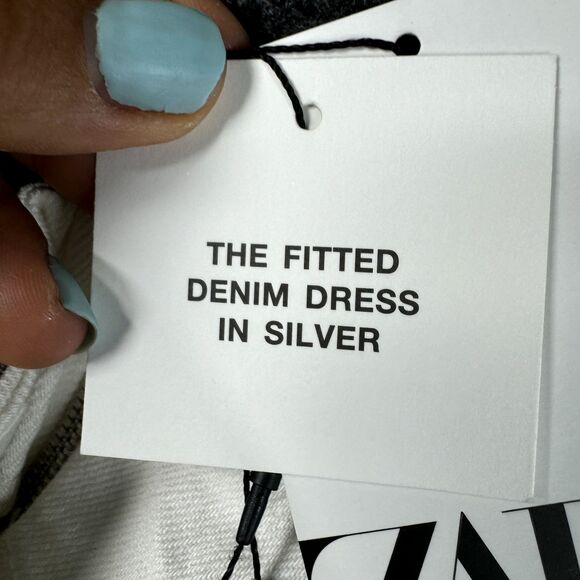 THE FITTED
DENIM DRESS
IN SILVER